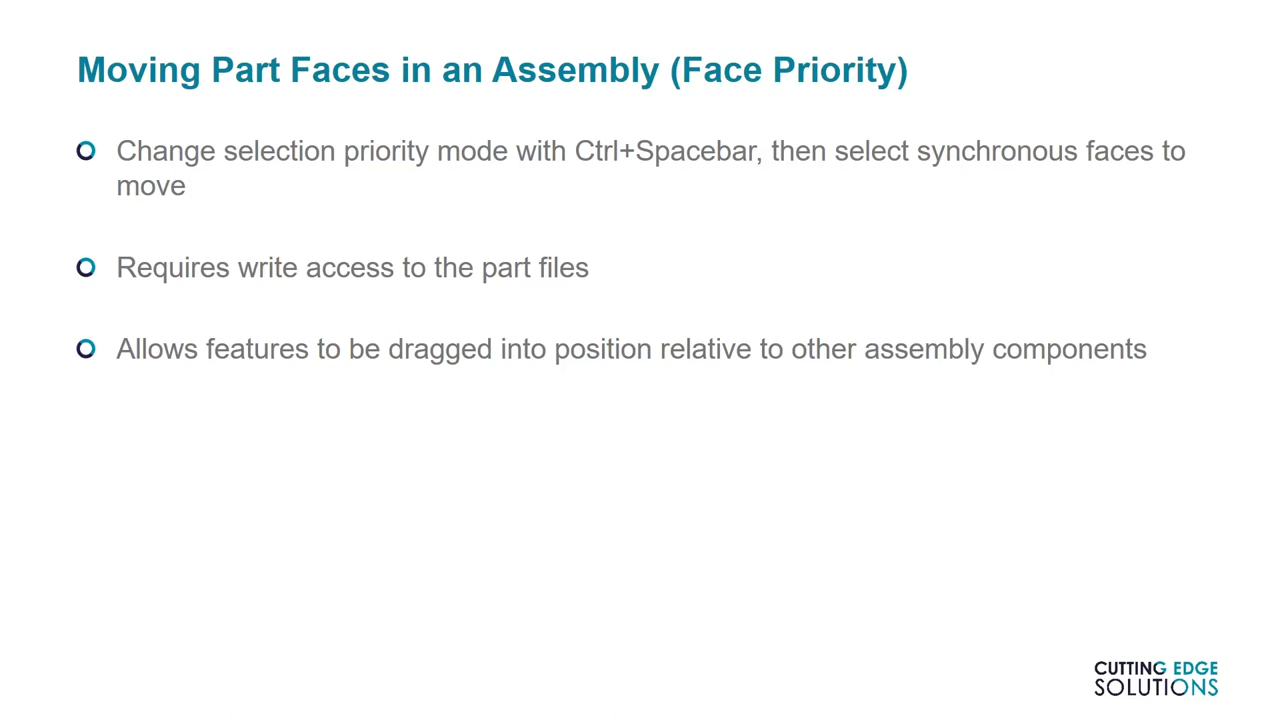 Moving Part Faces in an Assembly (Face Priority)
Change selection priority mode with Ctrl+Spacebar, then select synchronous faces to
move
Requires write access to the part files
Allows features to be dragged into position relative to other assembly components
CUTTING EDGE
SOLUTIONS